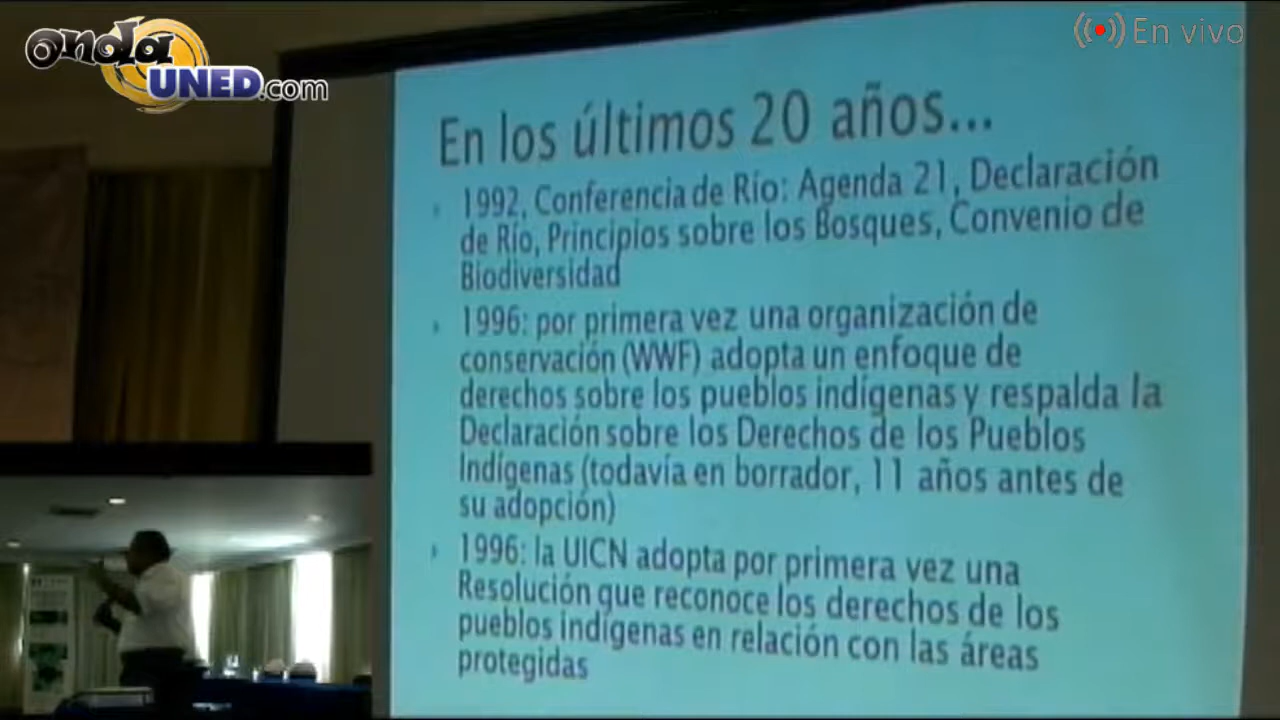 onda
UNED.com
En vivo
En los últimos 20 años...
1992, Conferencia de Río: Agenda 21, Declaración
de Río, Principios sobre los Bosques, Convenio de
Biodiversidad
1996: por primera vez una organización de
conservación (WWF) adopta un enfoque de
derechos sobre los pueblos indígenas y respalda la
Declaración sobre los Derechos de los Pueblos
Indígenas (todavía en borrador, 11 años antes de
su adopción)
1996: la UICN adopta por primera vez una
Resolución que reconoce los derechos de los
pueblos indígenas en relación con las áreas
protegidas